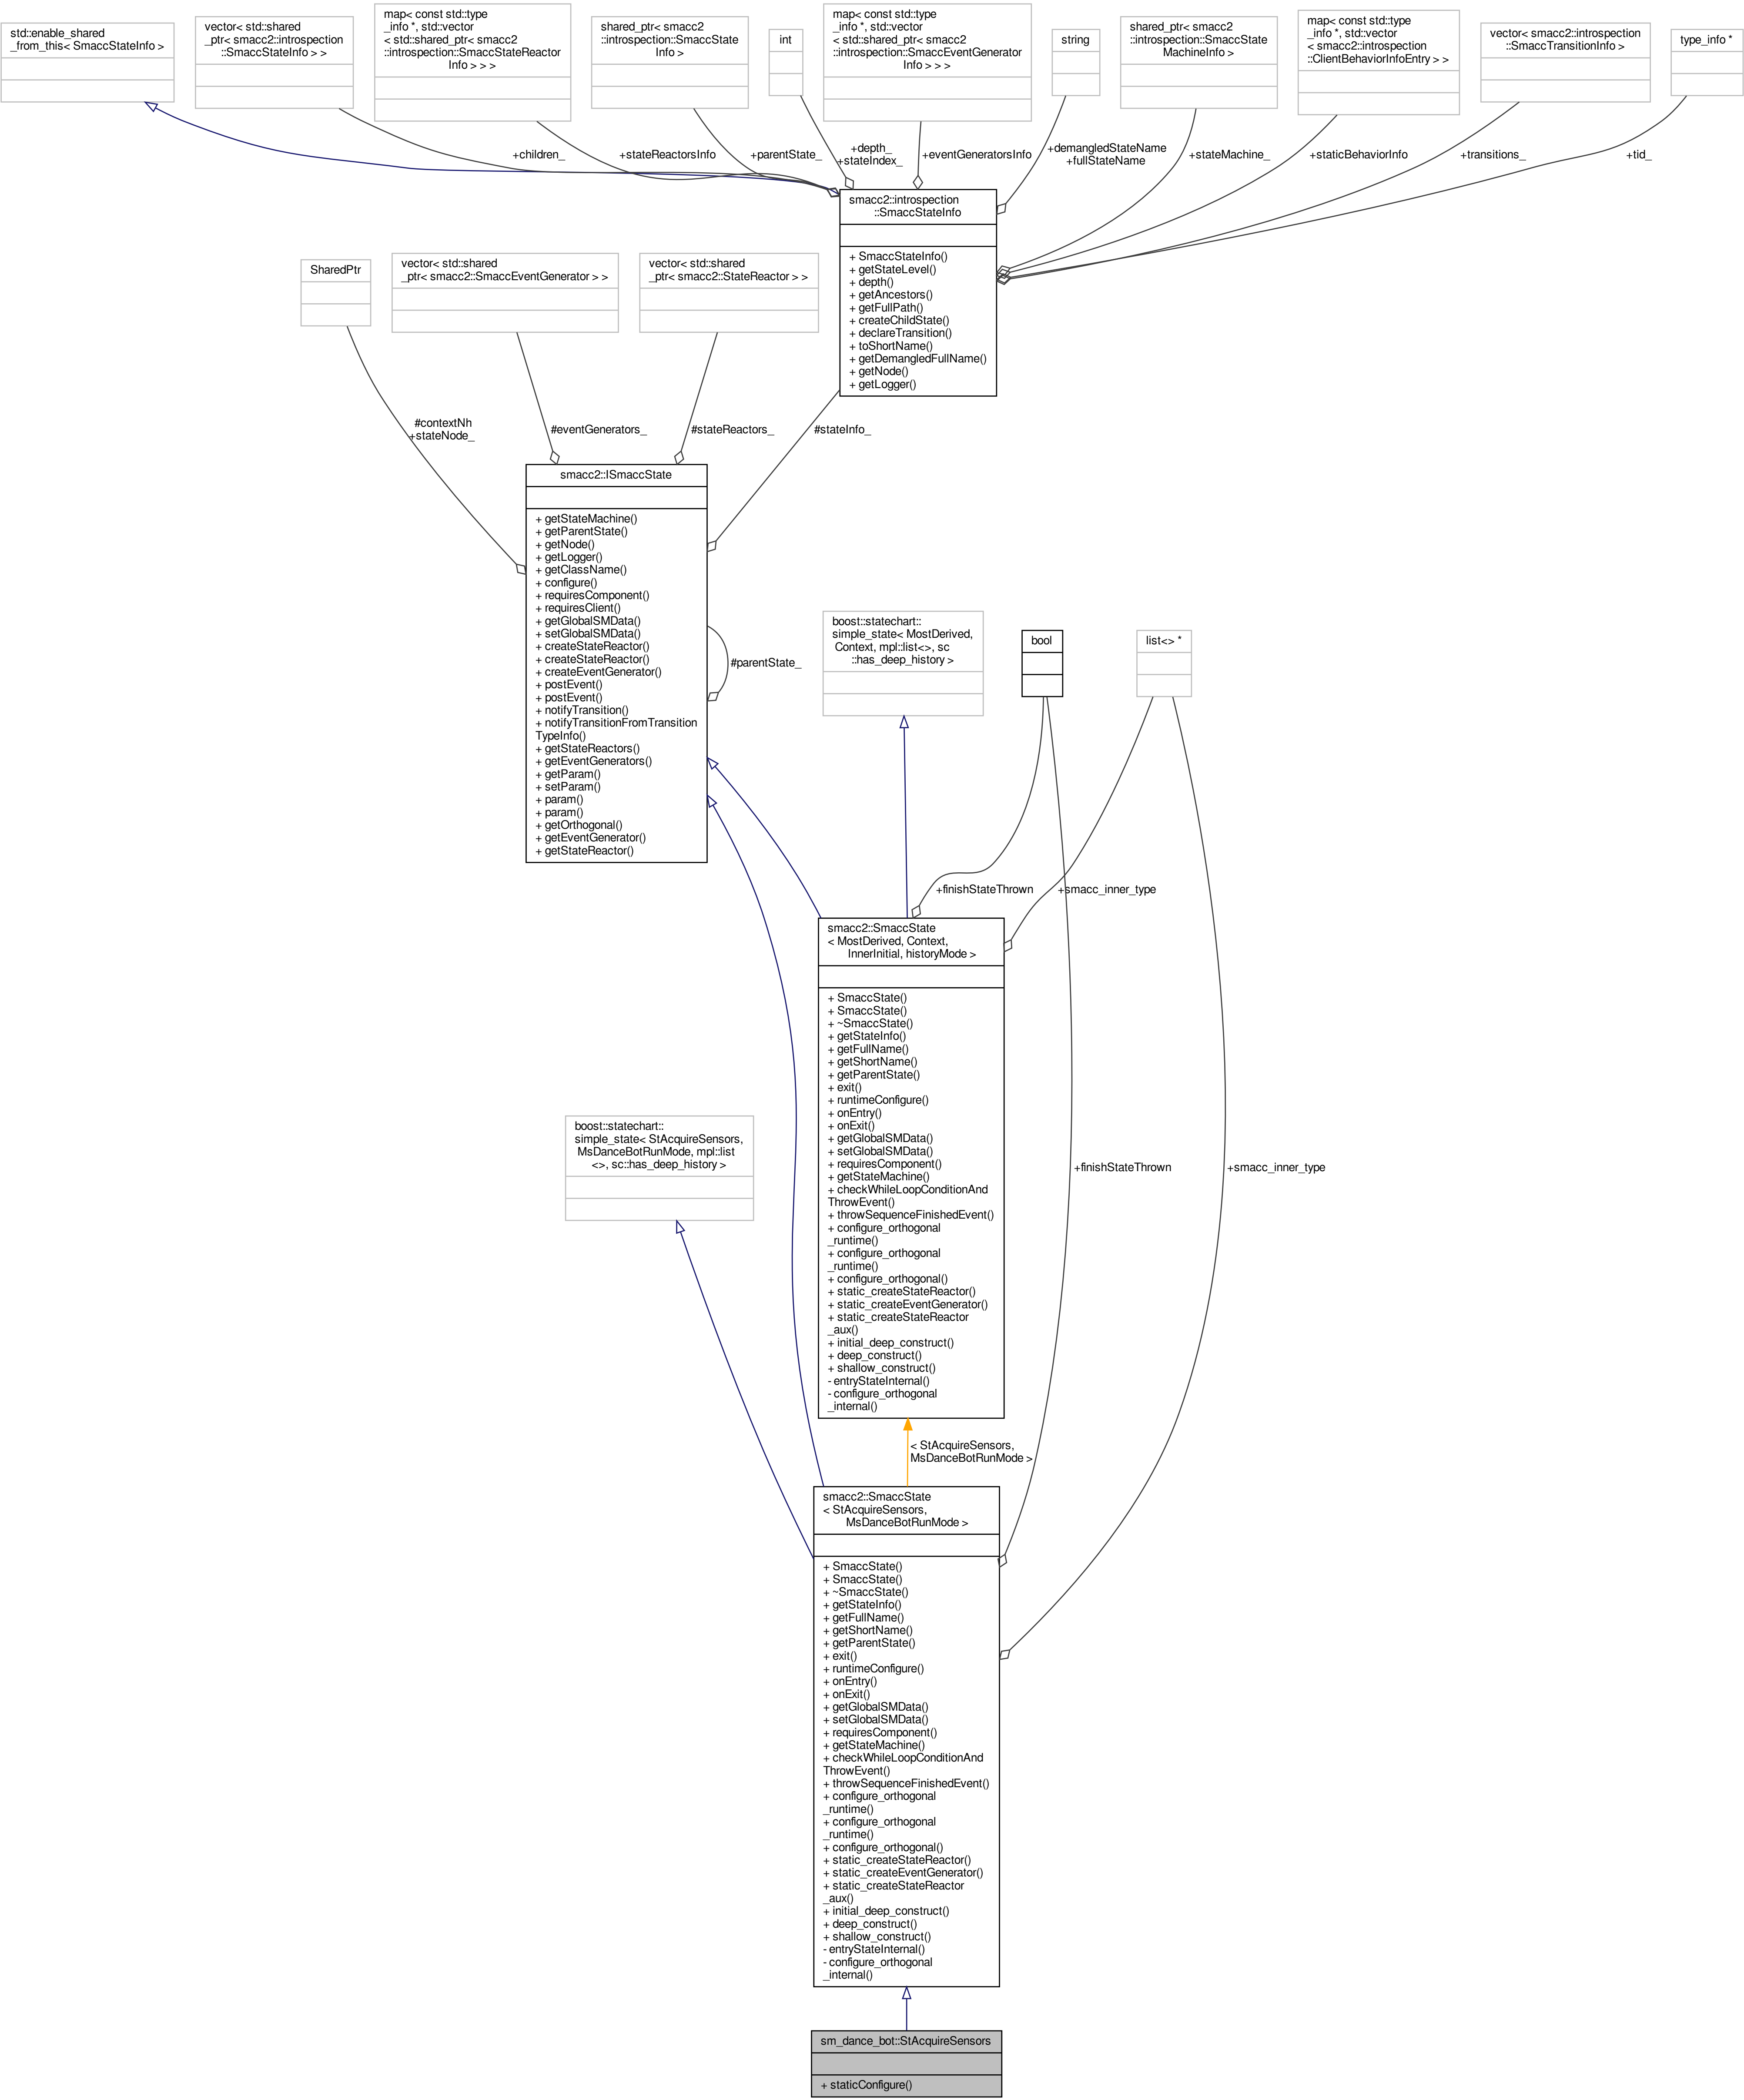 std::enable_shared
_from_this< SmaccStateInfo >
vector< std::shared
_ptr< smacc2::introspection
::SmaccStateInfo > >
map< const std::type
_info *, std::vector
< std::shared_ptr< smacc2
::introspection::SmaccStateReactor
Info > > >
shared_ptr< smacc2
::introspection::SmaccState
Info >
int
map< const std::type
_info *, std::vector
< std::shared_ptr< smacc2
::introspection::SmaccEventGenerator
Info > > >
string
shared_ptr< smacc2
::introspection::SmaccState
MachineInfo >
map< const std::type
_info *, std::vector
< smacc2::introspection
::ClientBehaviorInfoEntry > >
vector< smacc2::introspection
::SmaccTransitionInfo >
type_info *
+children_
+stateReactorsInfo
+parentState_
+depth_
+stateIndex_
+eventGeneratorsInfo
+demangledStateName
+fullStateName
+stateMachine_
+staticBehaviorInfo
+transitions_
+tid_
smacc2::introspection
::SmaccStateInfo
+ SmaccStateInfo()
+ getStateLevel()
+ depth()
+ getAncestors()
+ getFullPath()
+ createChildState()
+ declareTransition()
+ toShortName()
+ getDemangledFullName()
+ getNode()
+ getLogger()
SharedPtr
vector< std::shared
_ptr< smacc2::SmaccEventGenerator > >
vector< std::shared
_ptr< smacc2::StateReactor > >
#contextNh
+stateNode_
#eventGenerators_
#stateReactors_
#stateInfo_
smacc2::ISmaccState
+ getStateMachine()
+ getParentState()
+ getNode()
+ getLogger()
+ getClassName()
+ configure()
+ requiresComponent()
+ requiresClient()
+ getGlobalSMData()
+ setGlobalSMData()
+ createStateReactor()
+ createStateReactor()
+ createEventGenerator()
+ postEvent()
+ postEvent()
+ notifyTransition()
+ notifyTransitionFromTransition
TypeInfo()
+ getStateReactors()
+ getEventGenerators()
+ getParam()
+ setParam()
+ param()
+ param()
+ getOrthogonal()
+ getEventGenerator()
+ getStateReactor()
#parentState_
boost::statechart::
simple_state< MostDerived,
Context, mpl::list<>, sc
::has_deep_history >
bool
list<> *
+finishStateThrown
+smacc_inner_type
smacc2::SmaccState
< MostDerived, Context,
InnerInitial, historyMode >
+ SmaccState()
+ SmaccState()
+ ~SmaccState()
+ getStateInfo()
+ getFullName()
+ getShortName()
+ getParentState()
+ exit()
+ runtimeConfigure()
+ onEntry()
+ onExit()
+ getGlobalSMData()
+ setGlobalSMData()
+ requiresComponent()
+ getStateMachine()
+ checkWhileLoopConditionAnd
ThrowEvent()
+ throwSequenceFinishedEvent()
+ configure_orthogonal
_runtime()
+ configure_orthogonal
_runtime()
+ configure_orthogonal()
+ static_createStateReactor()
+ static_createEventGenerator()
+ static_createStateReactor
_aux()
+ initial_deep_construct()
+ deep_construct()
+ shallow_construct()
- entryStateInternal()
- configure_orthogonal
_internal()
boost::statechart::
simple_state< StAcquireSensors,
MsDanceBotRunMode, mpl::list
<>, sc::has_deep_history >
+finishStateThrown
+smacc_inner_type
< StAcquireSensors,
MsDanceBotRunMode >
smacc2::SmaccState
< StAcquireSensors,
MsDanceBotRunMode >
+ SmaccState()
+ SmaccState()
+ ~SmaccState()
+ getStateInfo()
+ getFullName()
+ getShortName()
+ getParentState()
+ exit()
+ runtimeConfigure()
+ onEntry()
+ onExit()
+ getGlobalSMData()
+ setGlobalSMData()
+ requiresComponent()
+ getStateMachine()
+ checkWhileLoopConditionAnd
ThrowEvent()
+ throwSequenceFinishedEvent()
+ configure_orthogonal
_runtime()
+ configure_orthogonal
_runtime()
+ configure_orthogonal()
+ static_createStateReactor()
+ static_createEventGenerator()
+ static_createStateReactor
_aux()
+ initial_deep_construct()
+ deep_construct()
+ shallow_construct()
- entryStateInternal()
- configure_orthogonal
_internal()
sm_dance_bot::StAcquireSensors
+ staticConfigure()